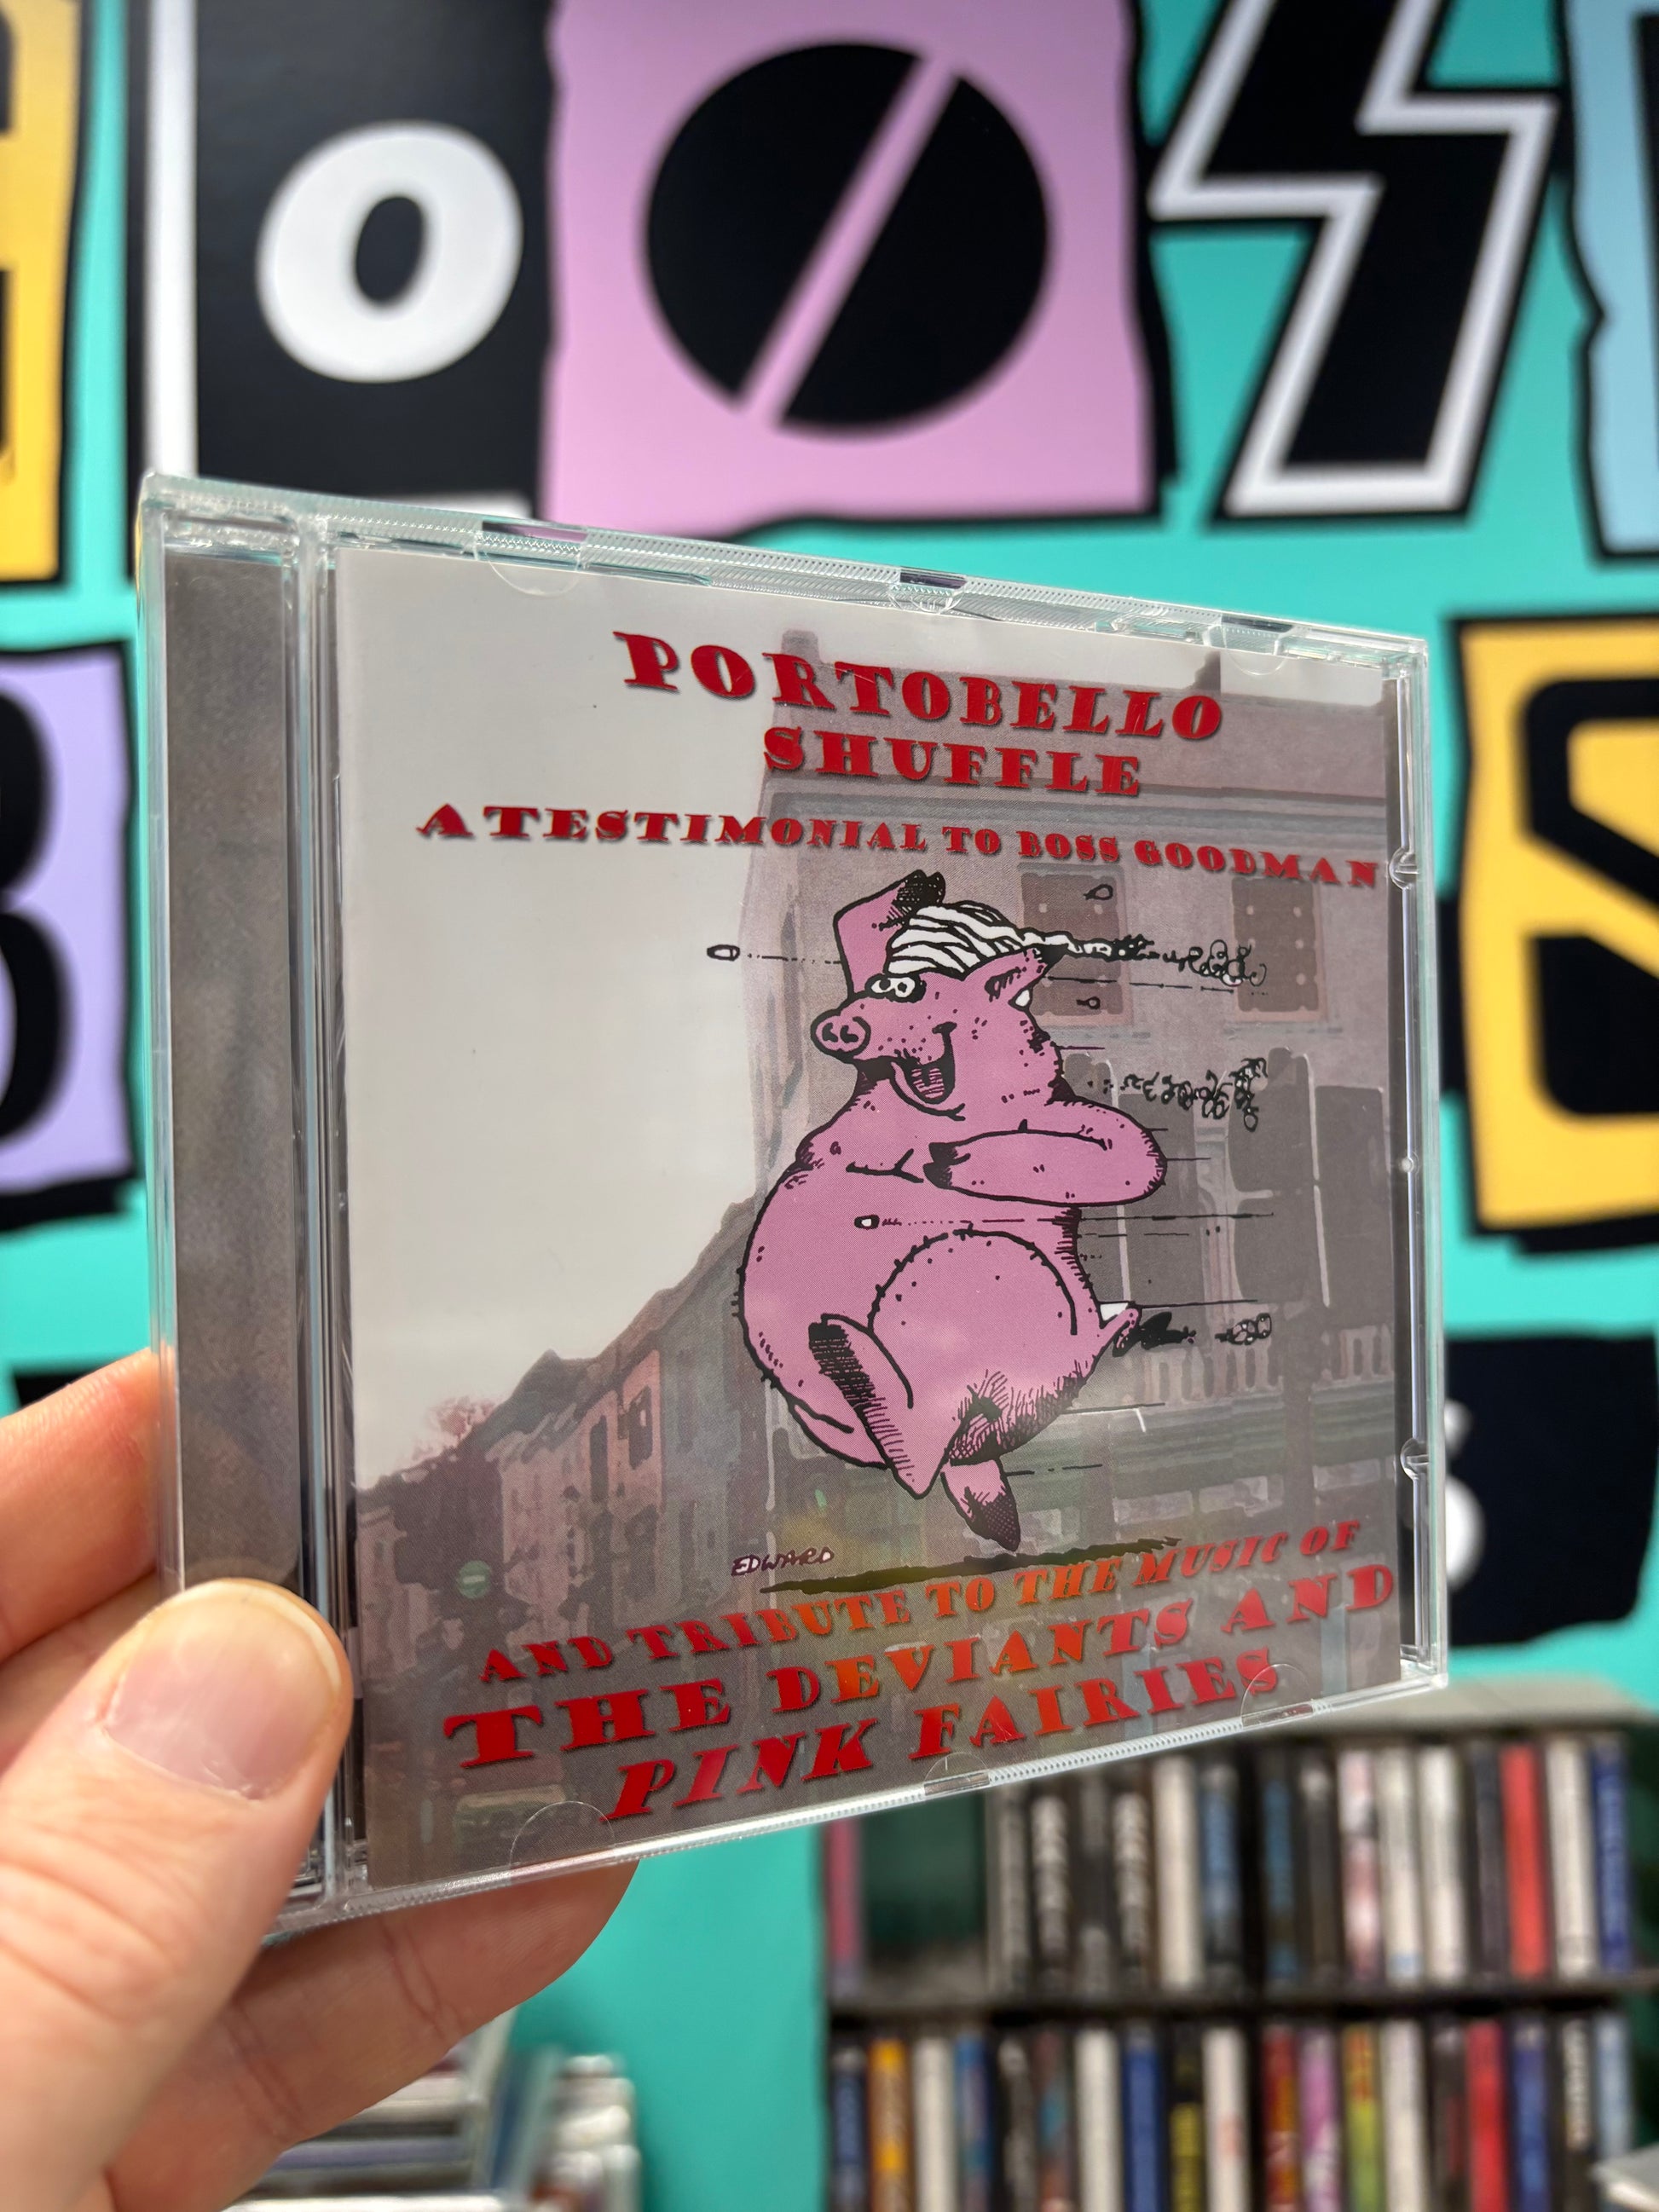 PORTOBELLO
SHUFFLE
A TESTIMONIAL TO BOSS GOODMAN
EDWARD
AND TRIBUTE TO THE MUSIC OF
THE DEVIANTS AND
PINK FAIRIES